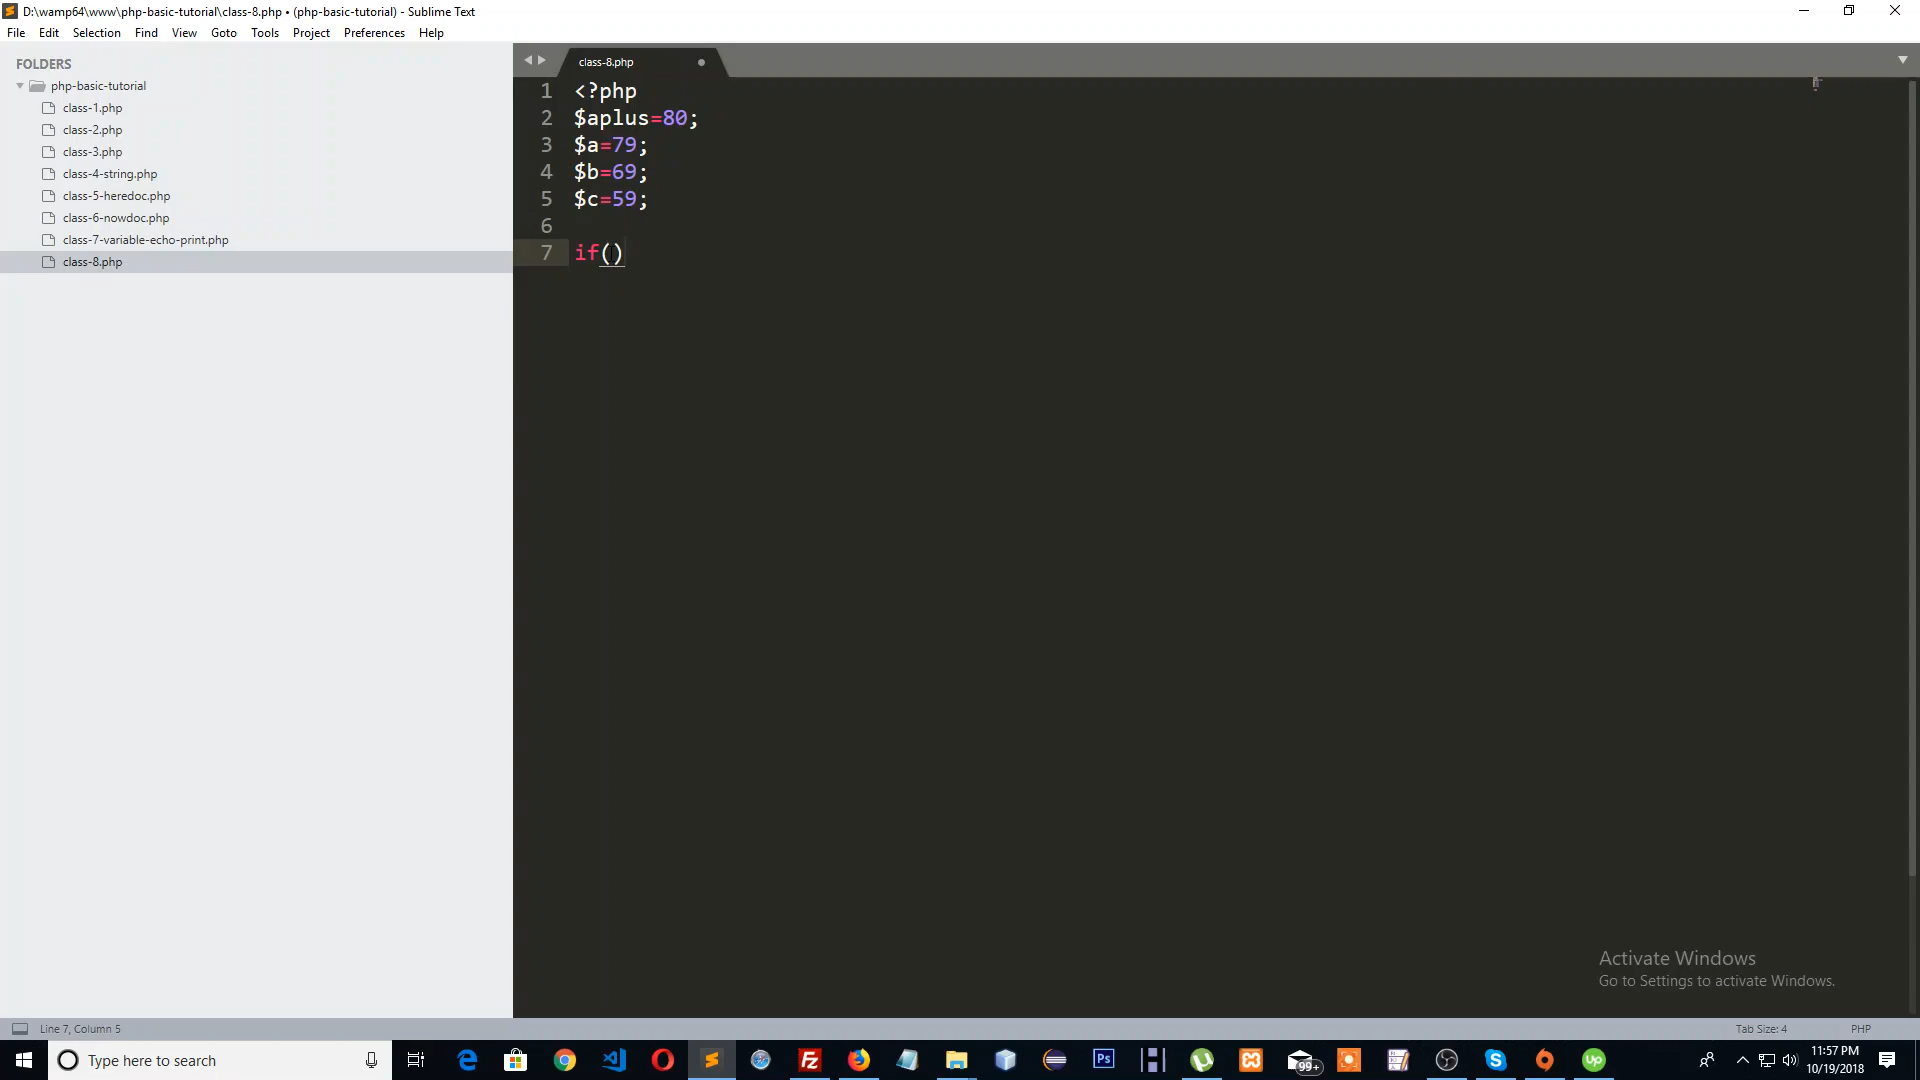 D:\wamp64\www\php-basic-tutorial\class-8.php • (php-basic-tutorial) - Sublime Text
File Edit Selection Find View Goto Tools Project Preferences Help
FOLDERS
php-basic-tutorial
class-1.php
class-2.php
class-3.php
class-4-string.php
class-5-heredoc.php
class-6-nowdoc.php
class-7-variable-echo-print.php
class-8.php
class-8.php
1 <?php
2 $aplus=80;
3 $a=79;
4 $b=69;
5 $c=59;
6
7 if()
Activate Windows
Go to Settings to activate Windows.
Line 7, Column 5 Tab Size: 4 PHP
Type here to search
Ps
99+
up
11:57 PM
10/19/2018